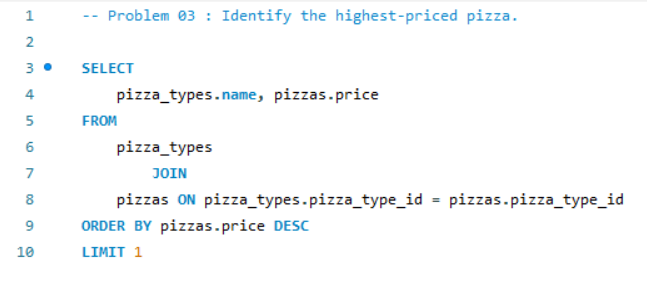 1 -- Problem 03 : Identify the highest-priced pizza.
2
3 SELECT
4 pizza_types.name, pizzas.price
5 FROM
6 pizza_types
7 JOIN
8 pizzas ON pizza_types.pizza_type_id = pizzas.pizza_type_id
9 ORDER BY pizzas.price DESC
10 LIMIT 1